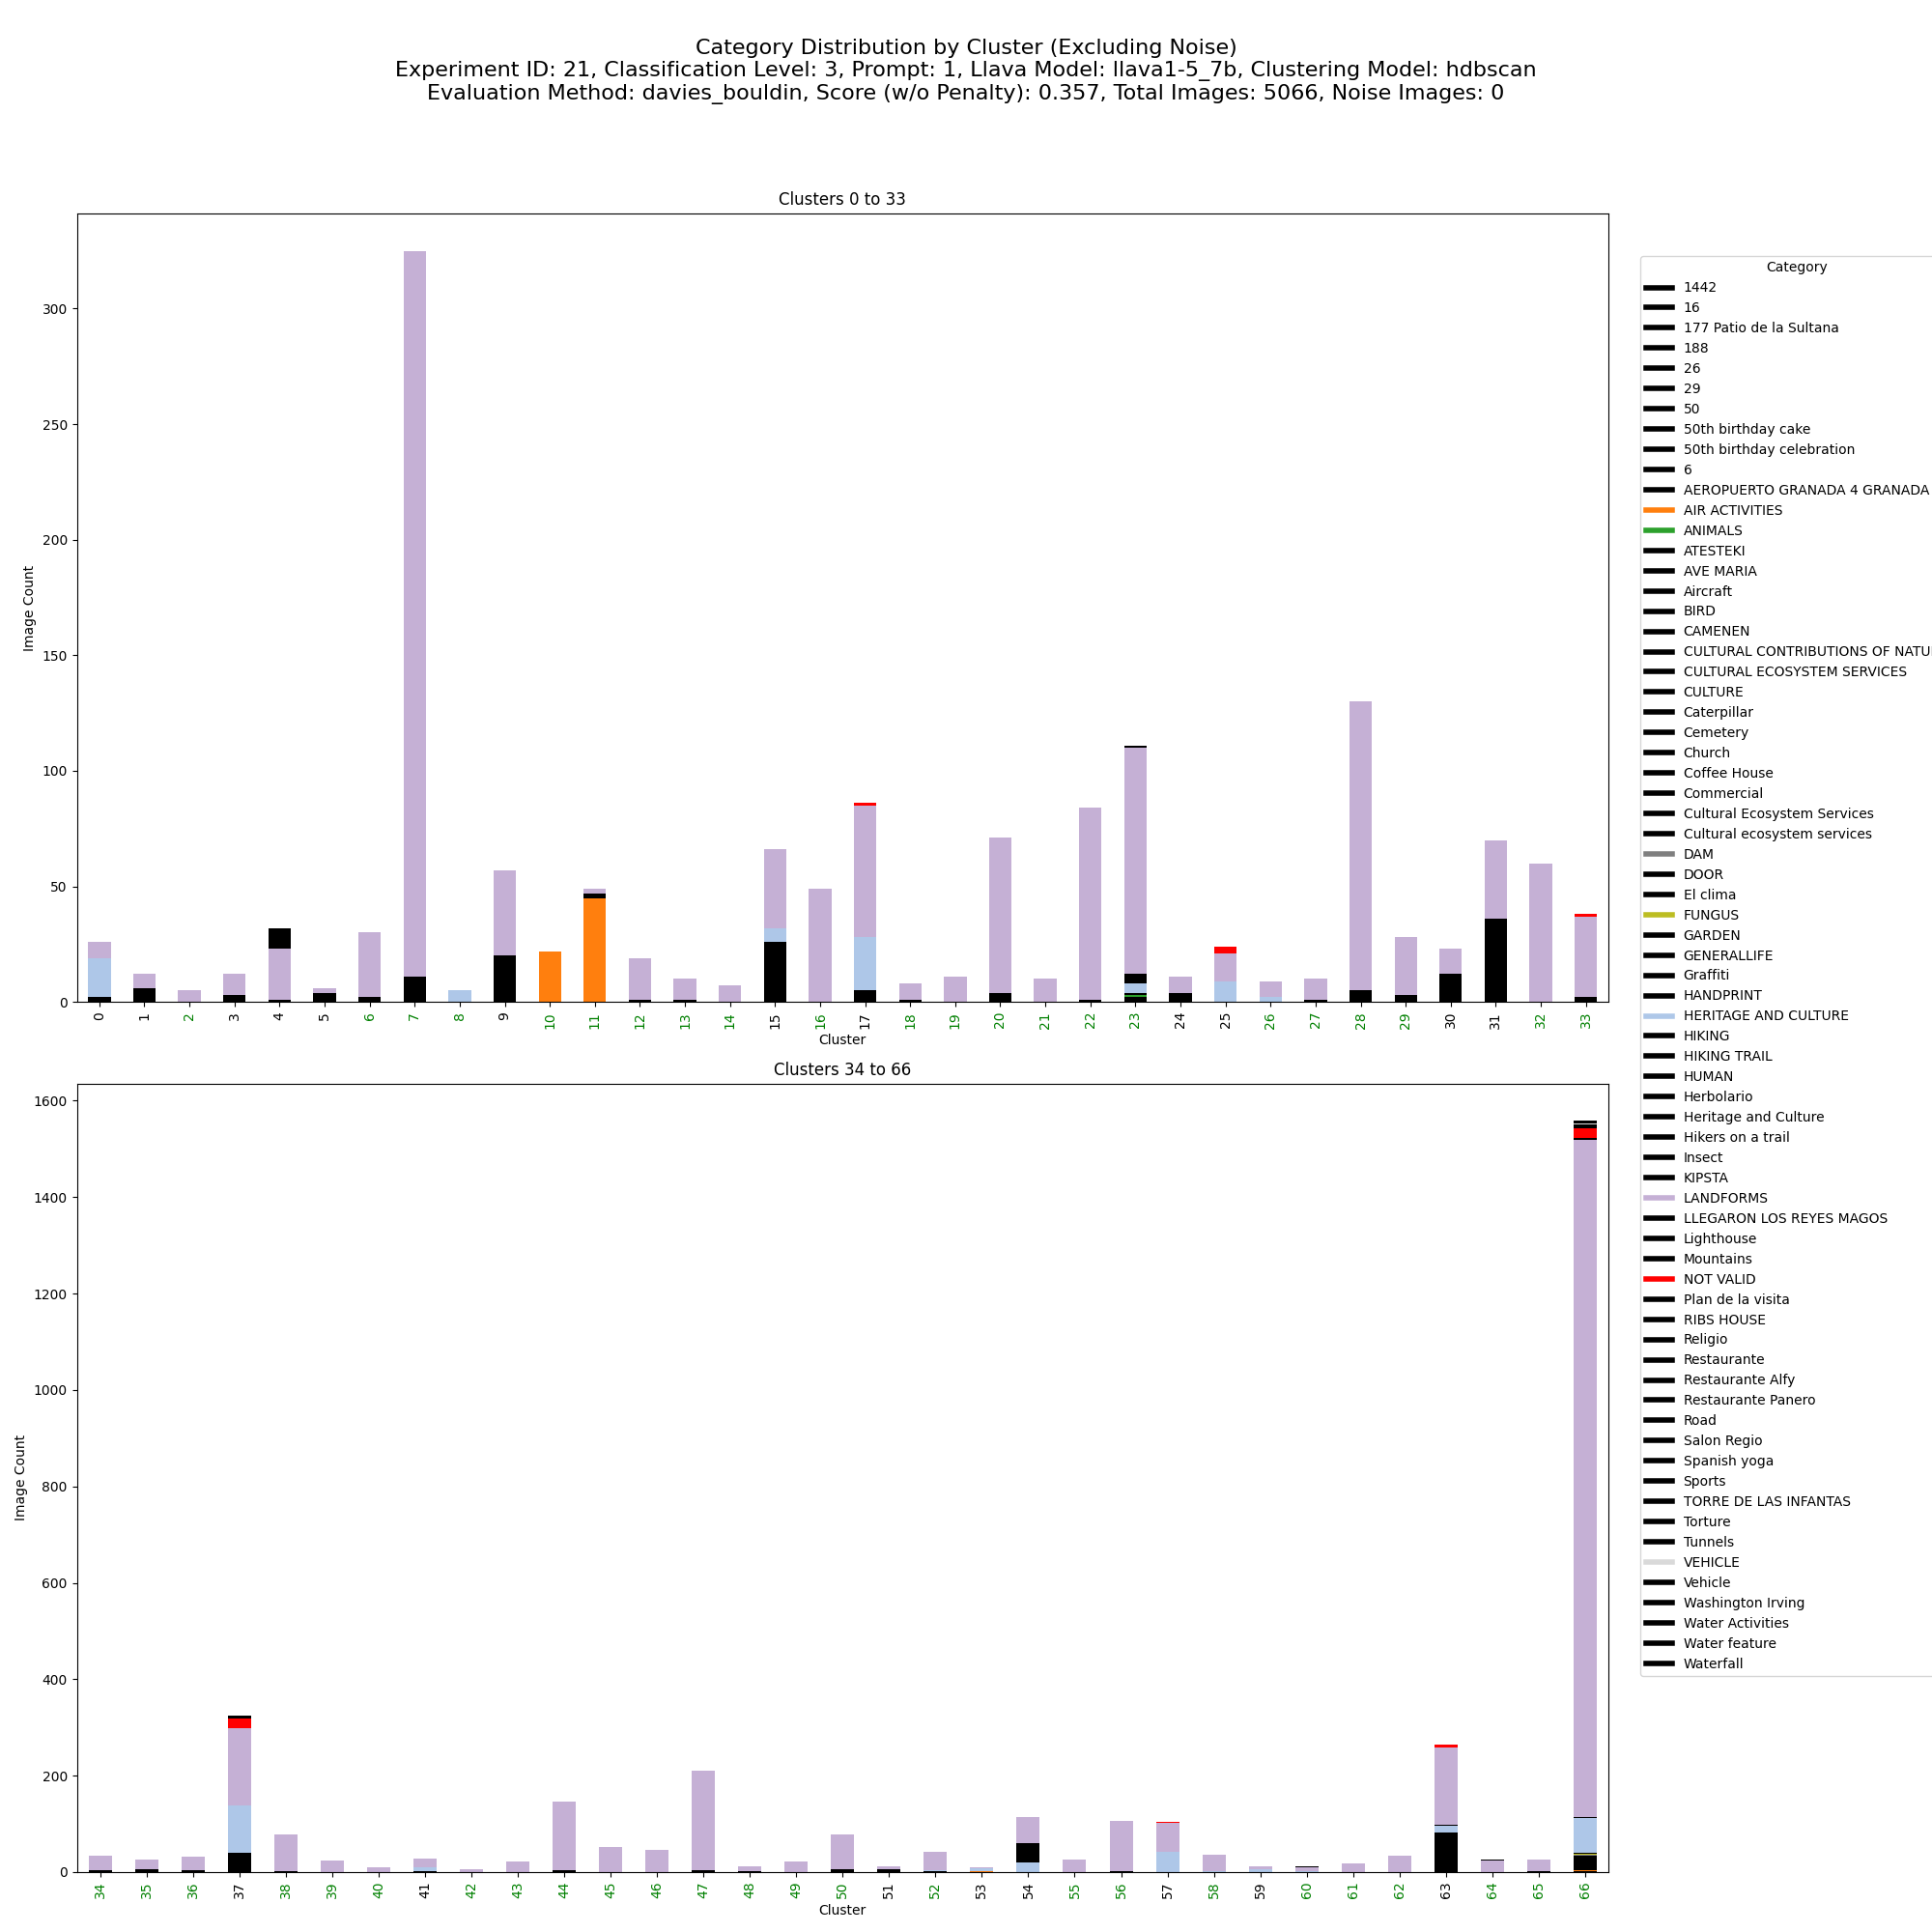 Category Distribution by Cluster (Excluding Noise)
Experiment ID: 21, Classification Level: 3, Prompt: 1, Llava Model: llava1-5_7b, Clustering Model: hdbscan
Evaluation Method: davies_bouldin, Score (w/o Penalty): 0.357, Total Images: 5066, Noise Images: 0
Clusters 0 to 33
Image Count
300
250
200
150
100
50
0
0 1 2 3 4 5 6 7 8 9 10 11 12 13 14 15 16 17 18 19 20 21 22 23 24 25 26 27 28 29 30 31 32 33
Cluster
Clusters 34 to 66
Image Count
1600
1400
1200
1000
800
600
400
200
0
34 35 36 37 38 39 40 41 42 43 44 45 46 47 48 49 50 51 52 53 54 55 56 57 58 59 60 61 62 63 64 65 66
Cluster
Category
1442
16
177 Patio de la Sultana
188
26
29
50
50th birthday cake
50th birthday celebration
6
AEROPUERTO GRANADA 4 GRANADA
AIR ACTIVITIES
ANIMALS
ATESTEKI
AVE MARIA
Aircraft
BIRD
CAMENEN
CULTURAL CONTRIBUTIONS OF NATU
CULTURAL ECOSYSTEM SERVICES
CULTURE
Caterpillar
Cemetery
Church
Coffee House
Commercial
Cultural Ecosystem Services
Cultural ecosystem services
DAM
DOOR
El clima
FUNGUS
GARDEN
GENERALLIFE
Graffiti
HANDPRINT
HERITAGE AND CULTURE
HIKING
HIKING TRAIL
HUMAN
Herbolario
Heritage and Culture
Hikers on a trail
Insect
KIPSTA
LANDFORMS
LLEGARON LOS REYES MAGOS
Lighthouse
Mountains
NOT VALID
Plan de la visita
RIBS HOUSE
Religio
Restaurante
Restaurante Alfy
Restaurante Panero
Road
Salon Regio
Spanish yoga
Sports
TORRE DE LAS INFANTAS
Torture
Tunnels
VEHICLE
Vehicle
Washington Irving
Water Activities
Water feature
Waterfall